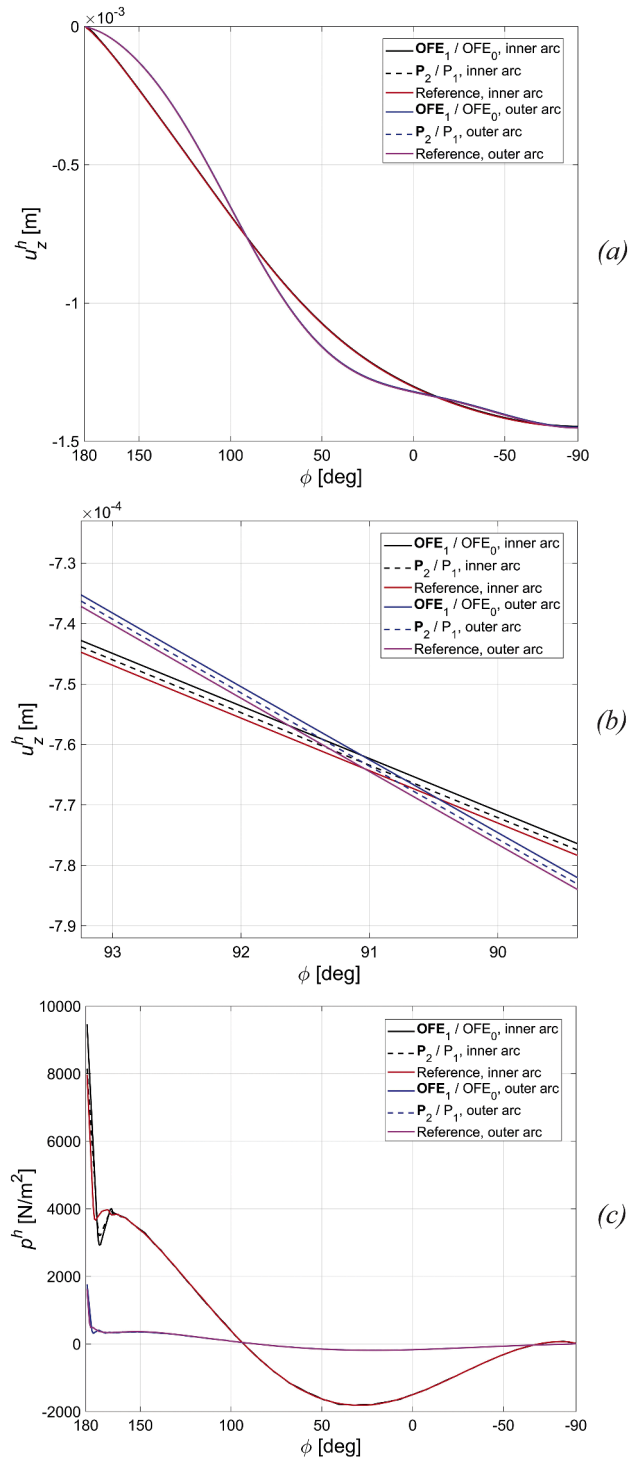 ×10⁻³
0
-0.5
-1
-1.5
u_z^h [m]
180 150 100 50 0 -50 -90
ϕ [deg]
OFE₁ / OFE₀, inner arc
P₂ / P₁, inner arc
Reference, inner arc
OFE₁ / OFE₀, outer arc
P₂ / P₁, outer arc
Reference, outer arc
(a)
×10⁻⁴
-7.3
-7.4
-7.5
-7.6
-7.7
-7.8
-7.9
u_z^h [m]
93 92 91 90
ϕ [deg]
OFE₁ / OFE₀, inner arc
P₂ / P₁, inner arc
Reference, inner arc
OFE₁ / OFE₀, outer arc
P₂ / P₁, outer arc
Reference, outer arc
(b)
10000
8000
6000
4000
2000
0
-2000
p^h [N/m²]
180 150 100 50 0 -50 -90
ϕ [deg]
OFE₁ / OFE₀, inner arc
P₂ / P₁, inner arc
Reference, inner arc
OFE₁ / OFE₀, outer arc
P₂ / P₁, outer arc
Reference, outer arc
(c)